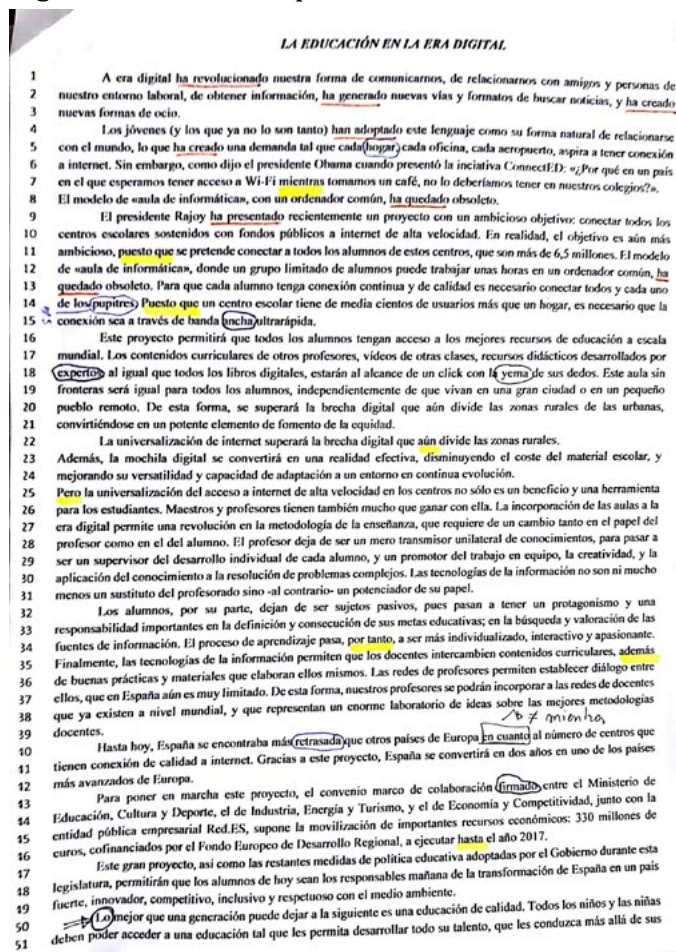 LA EDUCACIÓN EN LA ERA DIGITAL
1 A era digital ha revolucionado nuestra forma de comunicarnos, de relacionarnos con amigos y personas de
2 nuestro entorno laboral, de obtener información, ha generado nuevas vías y formatos de buscar noticias, y ha creado
3 nuevas formas de ocio.
4 Los jóvenes (y los que ya no lo son tanto) han adoptado este lenguaje como su forma natural de relacionarse
5 con el mundo, lo que ha creado una demanda tal que cada hogar, cada oficina, cada aeropuerto, aspira a tener conexión
6 a internet. Sin embargo, como dijo el presidente Obama cuando presentó la inciativa ConnectED: «¿Por qué en un país
7 en el que esperamos tener acceso a Wi-Fi mientras tomamos un café, no lo deberíamos tener en nuestros colegios?».
8 El modelo de «aula de informática», con un ordenador común, ha quedado obsoleto.
9 El presidente Rajoy ha presentado recientemente un proyecto con un ambicioso objetivo: conectar todos los
10 centros escolares sostenidos con fondos públicos a internet de alta velocidad. En realidad, el objetivo es aún más
11 ambicioso, puesto que se pretende conectar a todos los alumnos de estos centros, que son más de 6,5 millones. El modelo
12 de «aula de informática», donde un grupo limitado de alumnos puede trabajar unas horas en un ordenador común, ha
13 quedado obsoleto. Para que cada alumno tenga conexión continua y de calidad es necesario conectar todos y cada uno
14 de los pupitres. Puesto que un centro escolar tiene de media cientos de usuarios más que un hogar, es necesario que la
15 conexión sea a través de banda ancha ultrarápida.
16 Este proyecto permitirá que todos los alumnos tengan acceso a los mejores recursos de educación a escala
17 mundial. Los contenidos curriculares de otros profesores, vídeos de otras clases, recursos didácticos desarrollados por
18 expertos al igual que todos los libros digitales, estarán al alcance de un click con la yema de sus dedos. Este aula sin
19 fronteras será igual para todos los alumnos, independientemente de que vivan en una gran ciudad o en un pequeño
20 pueblo remoto. De esta forma, se superará la brecha digital que aún divide las zonas rurales de las urbanas,
21 convirtiéndose en un potente elemento de fomento de la equidad.
22 La universalización de internet superará la brecha digital que aún divide las zonas rurales.
23 Además, la mochila digital se convertirá en una realidad efectiva, disminuyendo el coste del material escolar, y
24 mejorando su versatilidad y capacidad de adaptación a un entorno en continua evolución.
25 Pero la universalización del acceso a internet de alta velocidad en los centros no sólo es un beneficio y una herramienta
26 para los estudiantes. Maestros y profesores tienen también mucho que ganar con ella. La incorporación de las aulas a la
27 era digital permite una revolución en la metodología de la enseñanza, que requiere de un cambio tanto en el papel del
28 profesor como en el del alumno. El profesor deja de ser un mero transmisor unilateral de conocimientos, para pasar a
29 ser un supervisor del desarrollo individual de cada alumno, y un promotor del trabajo en equipo, la creatividad, y la
30 aplicación del conocimiento a la resolución de problemas complejos. Las tecnologías de la información no son ni mucho
31 menos un sustituto del profesorado sino -al contrario- un potenciador de su papel.
32 Los alumnos, por su parte, dejan de ser sujetos pasivos, pues pasan a tener un protagonismo y una
33 responsabilidad importantes en la definición y consecución de sus metas educativas; en la búsqueda y valoración de las
34 fuentes de información. El proceso de aprendizaje pasa, por tanto, a ser más individualizado, interactivo y apasionante.
35 Finalmente, las tecnologías de la información permiten que los docentes intercambien contenidos curriculares, además
36 de buenas prácticas y materiales que elaboran ellos mismos. Las redes de profesores permiten establecer diálogo entre
37 ellos, que en España aún es muy limitado. De esta forma, nuestros profesores se podrán incorporar a las redes de docentes
38 que ya existen a nivel mundial, y que representan un enorme laboratorio de ideas sobre las mejores metodologías
39 docentes.
≠ mientras
10 Hasta hoy, España se encontraba más retrasada que otros países de Europa en cuanto al número de centros que
11 tienen conexión de calidad a internet. Gracias a este proyecto, España se convertirá en dos años en uno de los países
12 más avanzados de Europa.
13 Para poner en marcha este proyecto, el convenio marco de colaboración firmado entre el Ministerio de
14 Educación, Cultura y Deporte, el de Industria, Energía y Turismo, y el de Economía y Competitividad, junto con la
15 entidad pública empresarial Red.ES, supone la movilización de importantes recursos económicos: 330 millones de
16 euros, cofinanciados por el Fondo Europeo de Desarrollo Regional, a ejecutar hasta el año 2017.
17 Este gran proyecto, así como las restantes medidas de política educativa adoptadas por el Gobierno durante esta
18 legislatura, permitirán que los alumnos de hoy sean los responsables mañana de la transformación de España en un país
19 fuerte, innovador, competitivo, inclusivo y respetuoso con el medio ambiente.
50 Lo mejor que una generación puede dejar a la siguiente es una educación de calidad. Todos los niños y las niñas
51 deben poder acceder a una educación tal que les permita desarrollar todo su talento, que les conduzca más allá de sus